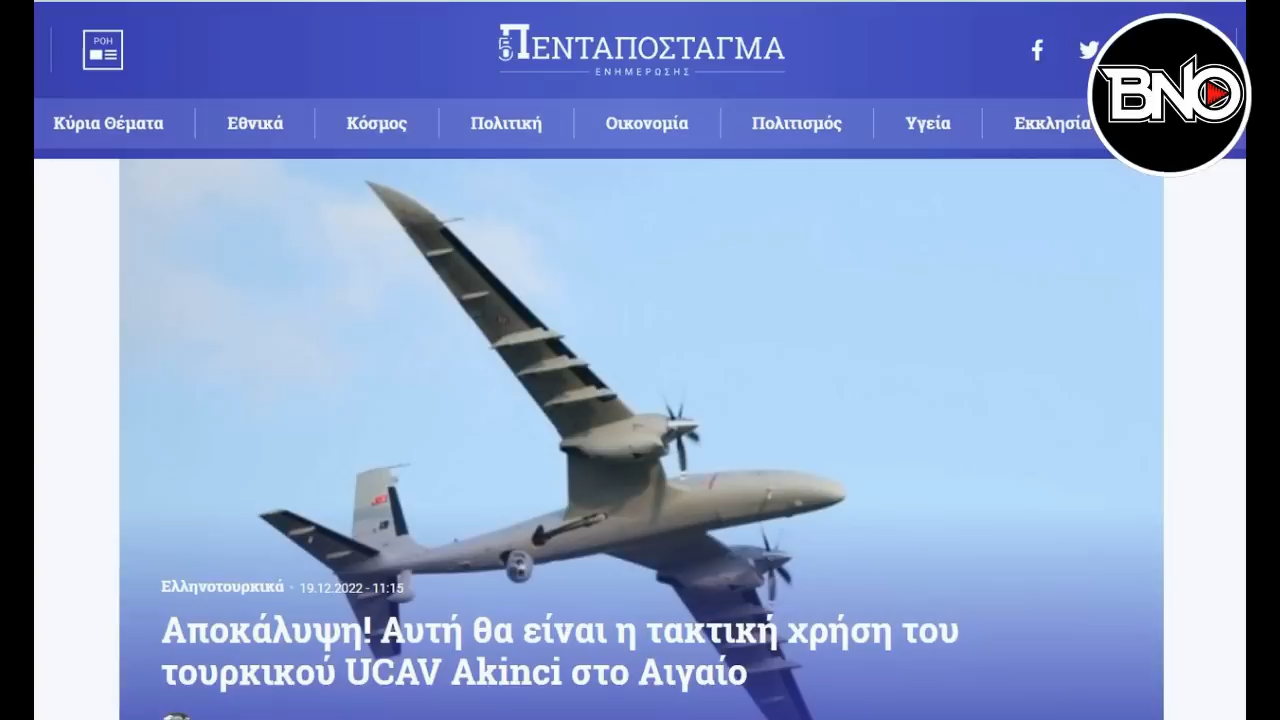 ΡΟΗ
ΠΕΝΤΑΠΟΣΤΑΓΜΑ
ΕΝΗΜΕΡΩΣΗΣ
BNO
Κύρια Θέματα
Εθνικά
Κόσμος
Πολιτική
Οικονομία
Πολιτισμός
Υγεία
Εκκλησία
Ελληνοτουρκικά · 19.12.2022 - 11:15
Αποκάλυψη! Αυτή θα είναι η τακτική χρήση του
τουρκικού UCAV Akinci στο Αιγαίο